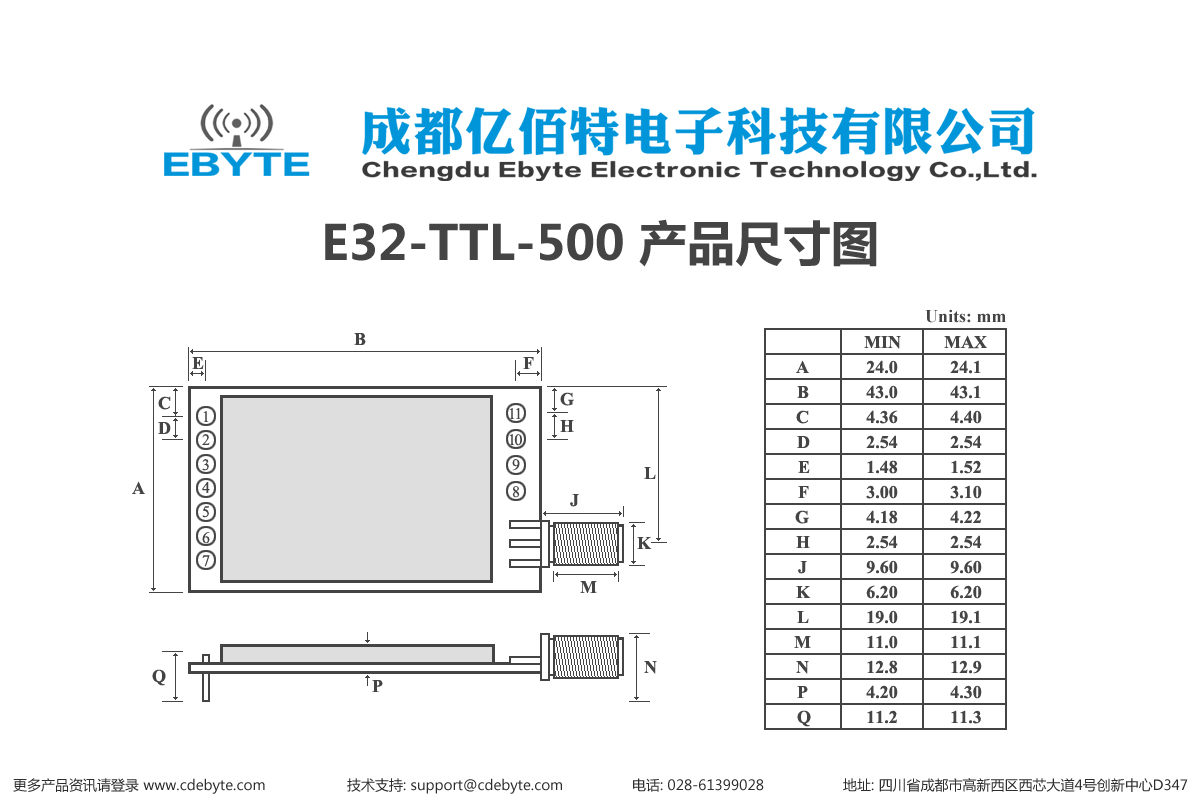 EBYTE
成都亿佰特电子科技有限公司
Chengdu Ebyte Electronic Technology Co.,Ltd.
E32-TTL-500 产品尺寸图
Units: mm
MIN MAX
A 24.0 24.1
B 43.0 43.1
C 4.36 4.40
D 2.54 2.54
E 1.48 1.52
F 3.00 3.10
G 4.18 4.22
H 2.54 2.54
J 9.60 9.60
K 6.20 6.20
L 19.0 19.1
M 11.0 11.1
N 12.8 12.9
P 4.20 4.30
Q 11.2 11.3
B
E F
C G
D H
A L
J
K
M
1 11
2 10
3 9
4 8
5
6
7
Q P N
更多产品资讯请登录 www.cdebyte.com
技术支持: support@cdebyte.com
电话: 028-61399028
地址: 四川省成都市高新西区西芯大道4号创新中心D347